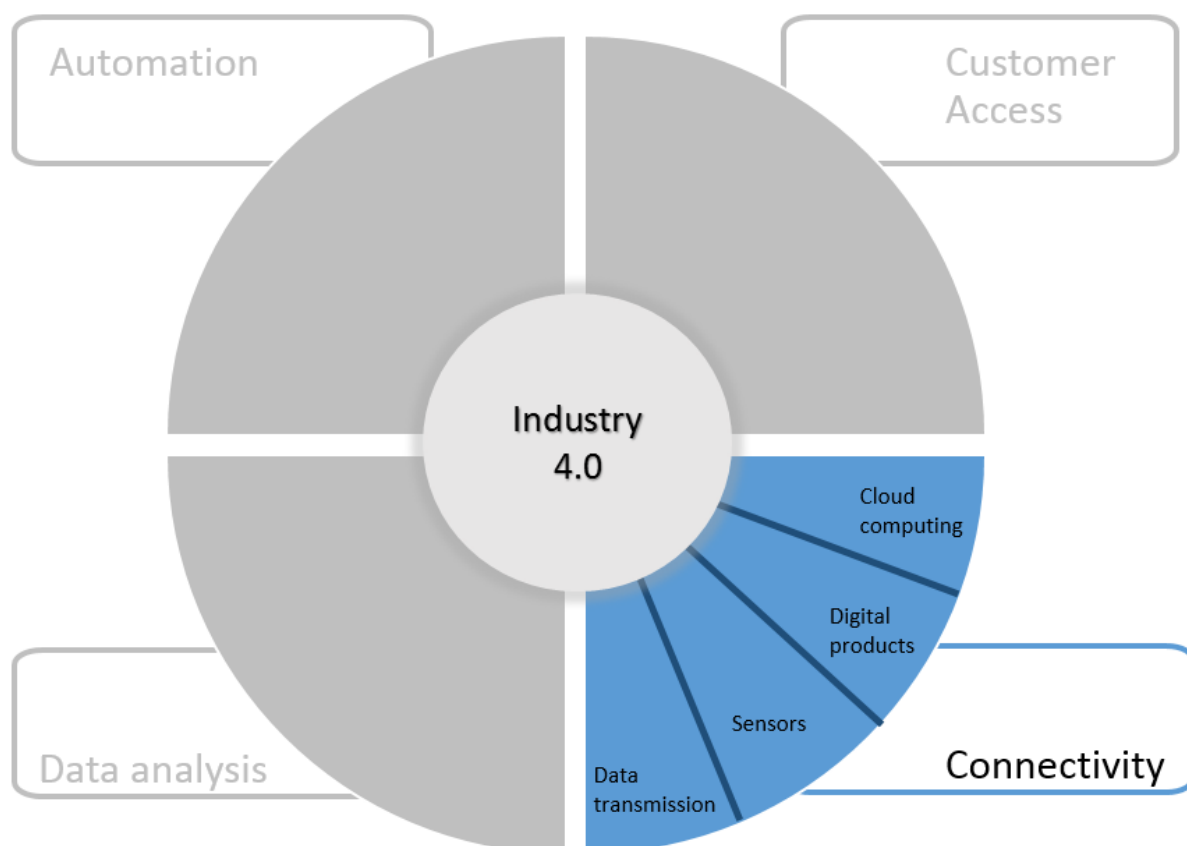 Automation
Customer
Access
Industry
4.0
Cloud
computing
Digital
products
Sensors
Data
transmission
Data analysis
Connectivity